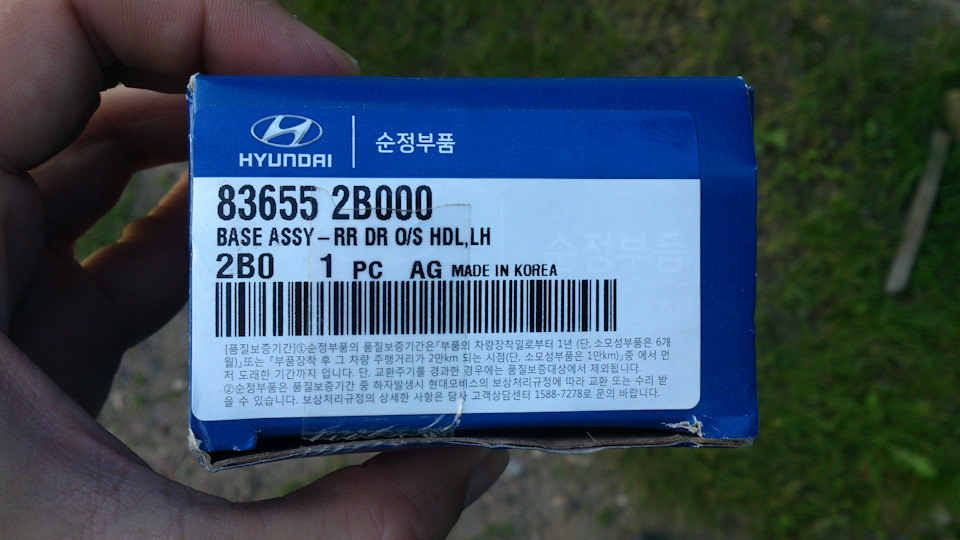 HYUNDAI 순정부품
83655 2B000
BASE ASSY – RR DR O/S HDL,LH
2B0 1 PC AG MADE IN KOREA
순정부품
[품질보증기간]①순정부품의 품질보증기간은「부품의 차량장착일로부터 1년 (단, 소모성부품은 6개
월)」또는 「부품장착 후 그 차량 주행거리가 2만km 되는 시점(단, 소모성부품은 1만km)」중 에서 먼
저 도래한 기간까지 입니다. 단, 교환주기를 경과한 경우에는 품질보증대상에서 제외됩니다.
②순정부품은 품질보증기간 중 하자발생시 현대모비스의 보상처리규정에 따라 교환 또는 수리 받
을 수 있습니다. 보상처리규정의 상세한 사항은 당사 고객상담센터 1588-7278로 문의 바랍니다.